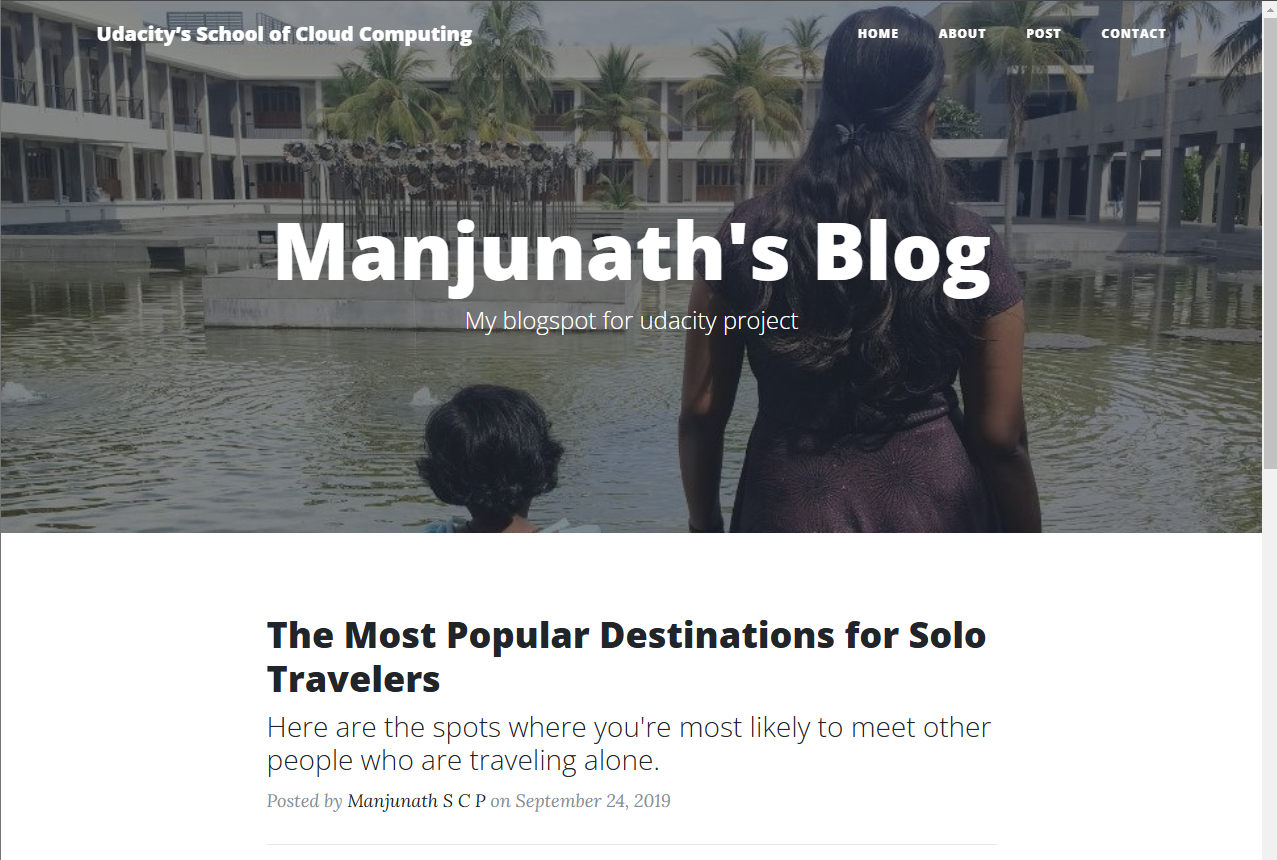 Udacity’s School of Cloud Computing
HOME ABOUT POST CONTACT
Manjunath's Blog
My blogspot for udacity project
The Most Popular Destinations for Solo
Travelers
Here are the spots where you're most likely to meet other
people who are traveling alone.
Posted by Manjunath S C P on September 24, 2019